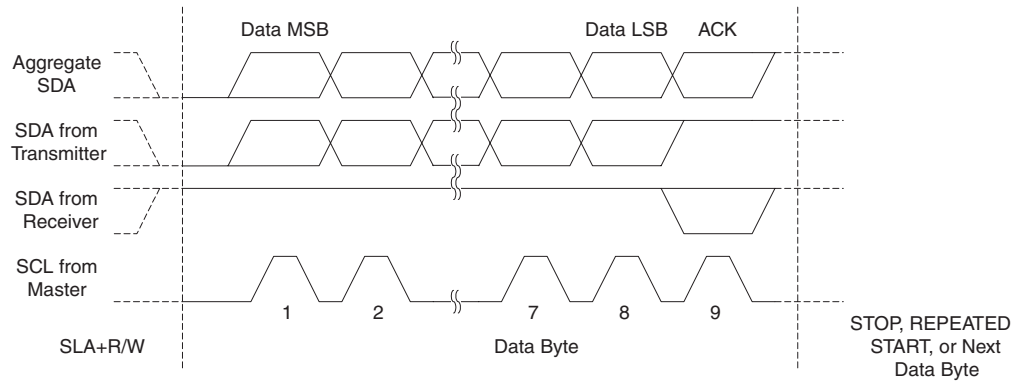 Data MSB
Data LSB
ACK
Aggregate
SDA
SDA from
Transmitter
SDA from
Receiver
SCL from
Master
1
2
7
8
9
SLA+R/W
Data Byte
STOP, REPEATED
START, or Next
Data Byte